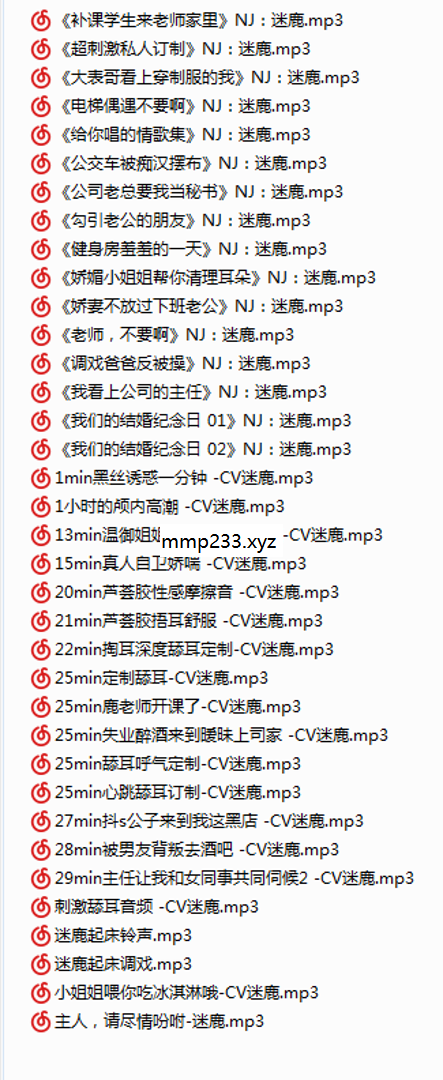 《补课学生来老师家里》NJ：迷鹿.mp3
《超刺激私人订制》NJ：迷鹿.mp3
《大表哥看上穿制服的我》NJ：迷鹿.mp3
《电梯偶遇不要啊》NJ：迷鹿.mp3
《给你唱的情歌集》NJ：迷鹿.mp3
《公交车被痴汉摆布》NJ：迷鹿.mp3
《公司老总要我当秘书》NJ：迷鹿.mp3
《勾引老公的朋友》NJ：迷鹿.mp3
《健身房羞羞的一天》NJ：迷鹿.mp3
《娇媚小姐姐帮你清理耳朵》NJ：迷鹿.mp3
《娇妻不放过下班老公》NJ：迷鹿.mp3
《老师，不要啊》NJ：迷鹿.mp3
《调戏爸爸反被操》NJ：迷鹿.mp3
《我看上公司的主任》NJ：迷鹿.mp3
《我们的结婚纪念日 01》NJ：迷鹿.mp3
《我们的结婚纪念日 02》NJ：迷鹿.mp3
1min黑丝诱惑一分钟 -CV迷鹿.mp3
1小时的颅内高潮 -CV迷鹿.mp3
13min温御姐 -CV迷鹿.mp3
mmp233.xyz
15min真人自卫娇喘 -CV迷鹿.mp3
20min芦荟胶性感摩擦音 -CV迷鹿.mp3
21min芦荟胶捂耳舒服 -CV迷鹿.mp3
22min掏耳深度舔耳定制-CV迷鹿.mp3
25min定制舔耳-CV迷鹿.mp3
25min鹿老师开课了-CV迷鹿.mp3
25min失业醉酒来到暧昧上司家 -CV迷鹿.mp3
25min舔耳呼气定制-CV迷鹿.mp3
25min心跳舔耳订制-CV迷鹿.mp3
27min抖s公子来到我这黑店 -CV迷鹿.mp3
28min被男友背叛去酒吧 -CV迷鹿.mp3
29min主任让我和女同事共同伺候2 -CV迷鹿.mp3
刺激舔耳音频 -CV迷鹿.mp3
迷鹿起床铃声.mp3
迷鹿起床调戏.mp3
小姐姐喂你吃冰淇淋哦-CV迷鹿.mp3
主人，请尽情吩咐-迷鹿.mp3